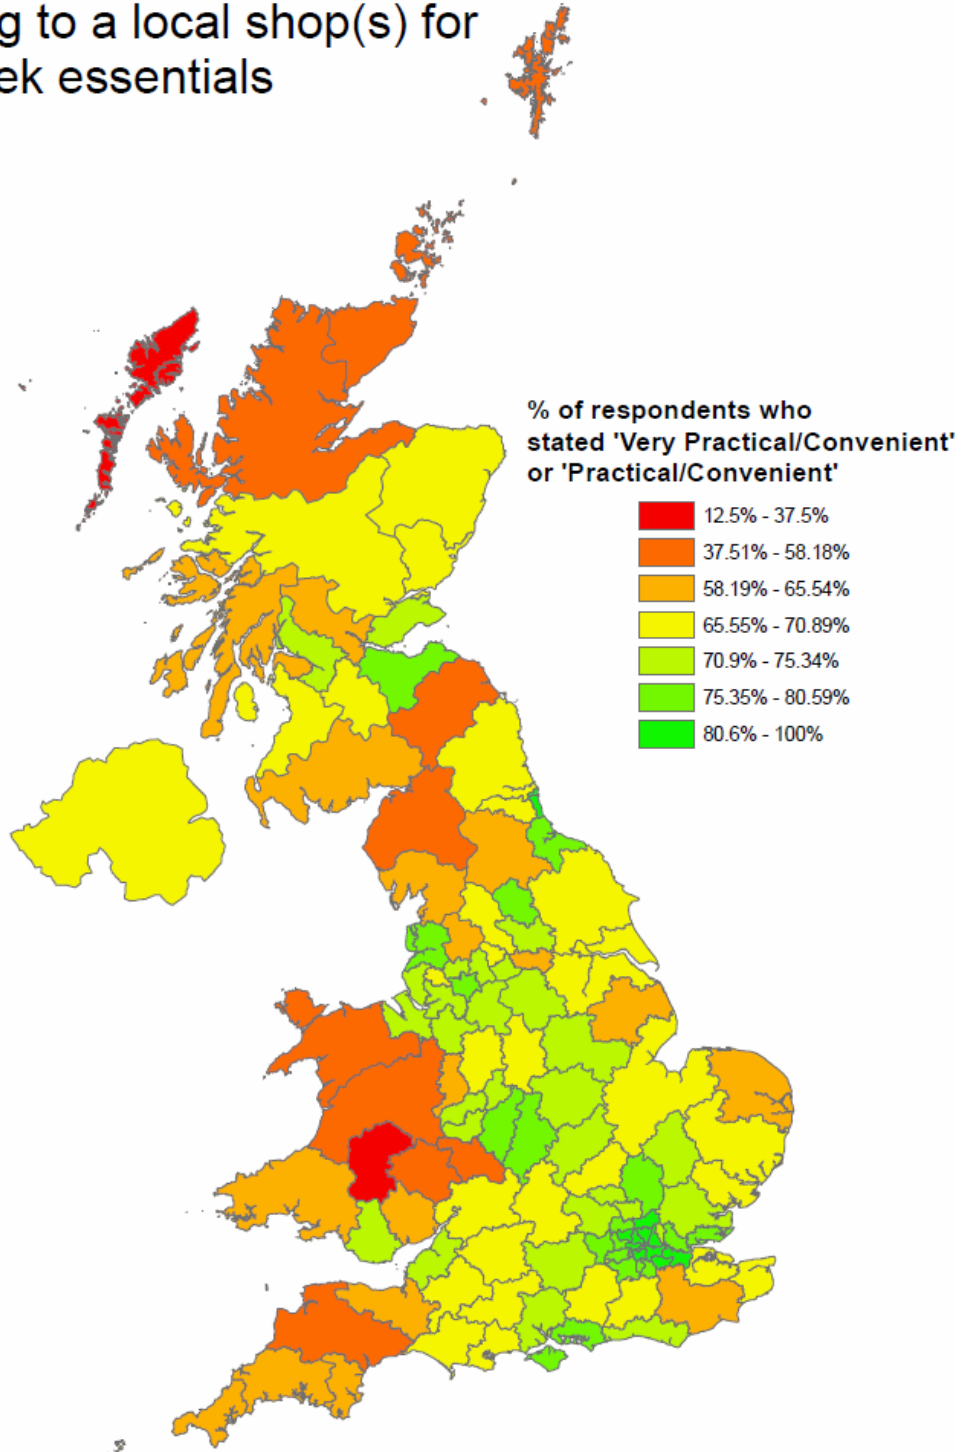 g to a local shop(s) for
ek essentials
% of respondents who
stated 'Very Practical/Convenient'
or 'Practical/Convenient'
12.5% - 37.5%
37.51% - 58.18%
58.19% - 65.54%
65.55% - 70.89%
70.9% - 75.34%
75.35% - 80.59%
80.6% - 100%